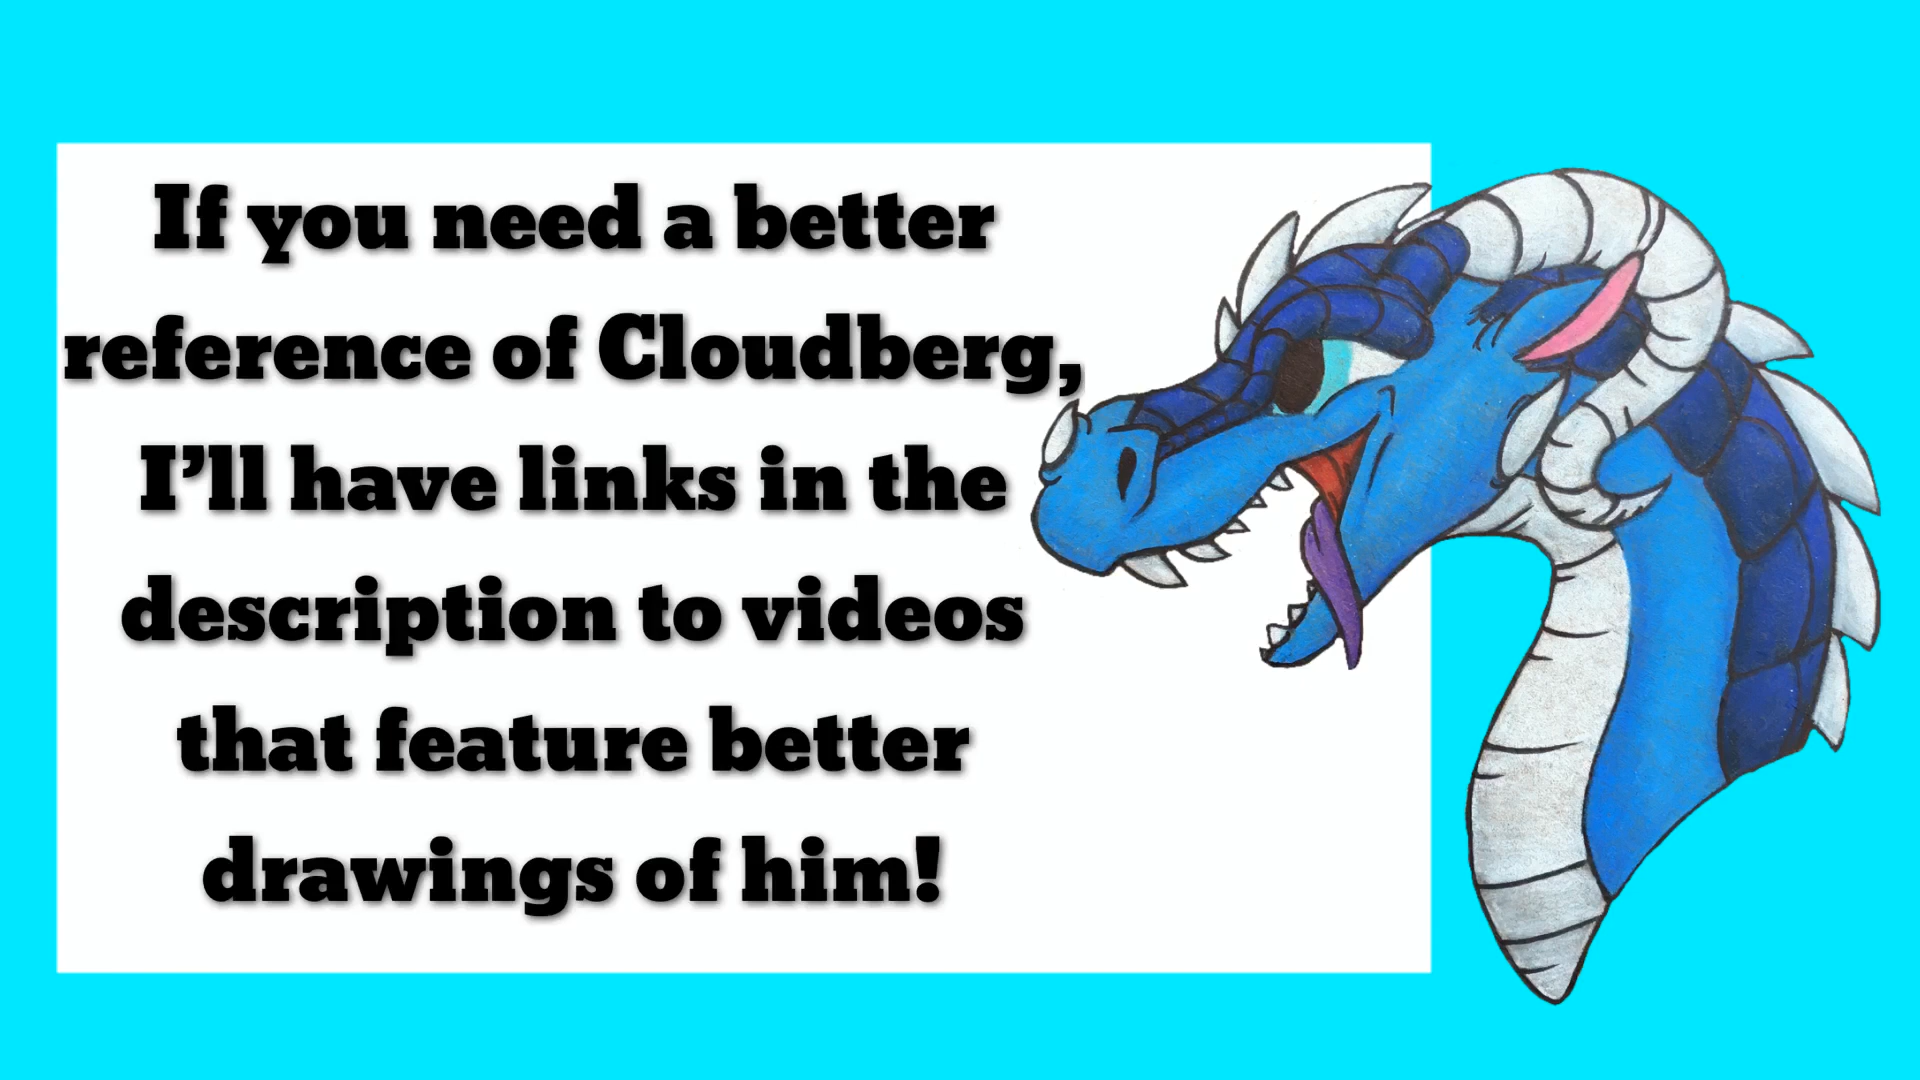 If you need a better
reference of Cloudberg,
I’ll have links in the
description to videos
that feature better
drawings of him!